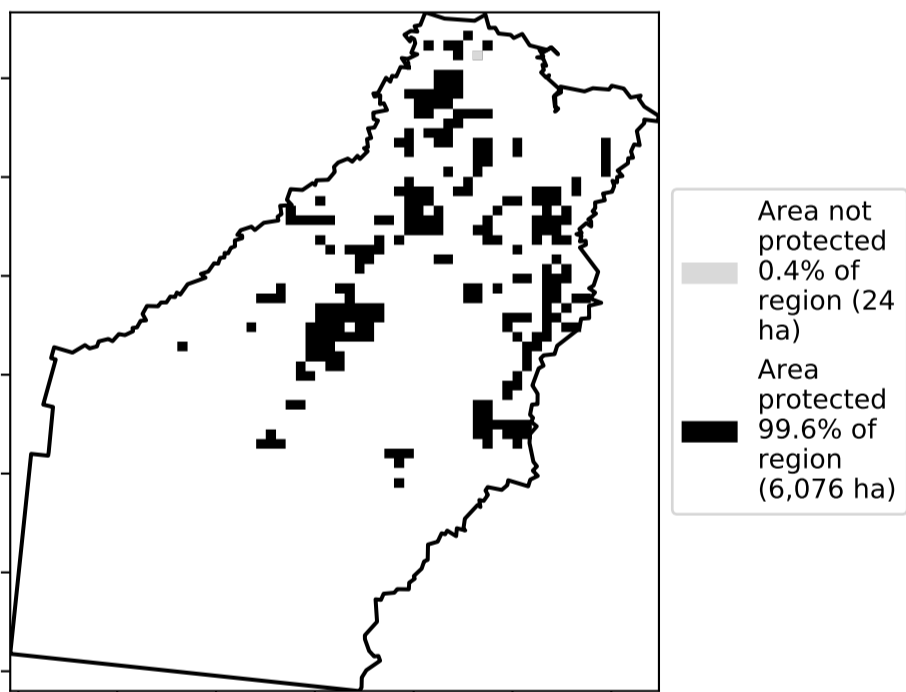 Area not
protected
0.4% of
region (24
ha)
Area
protected
99.6% of
region
(6,076 ha)